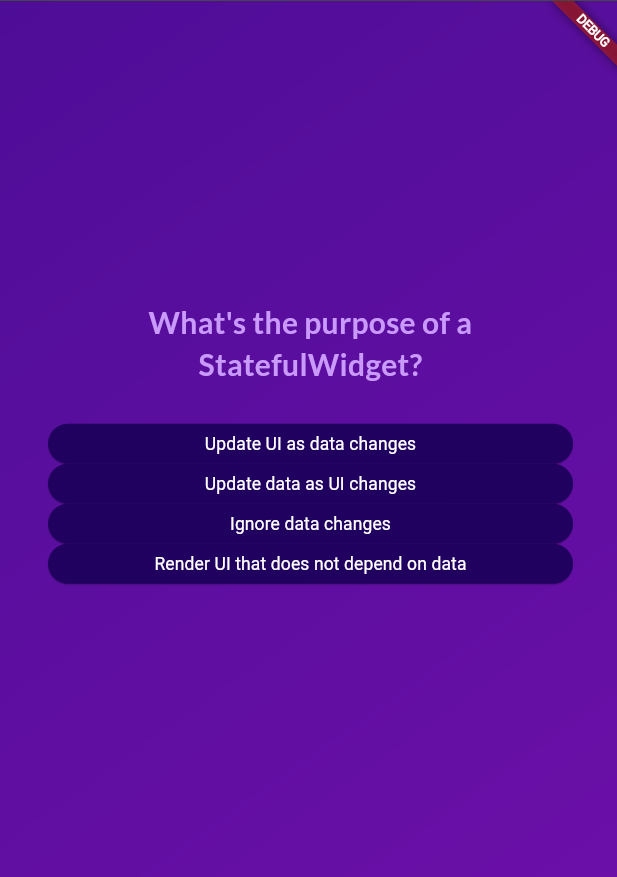 DEBUG
What's the purpose of a
StatefulWidget?
Update UI as data changes
Update data as UI changes
Ignore data changes
Render UI that does not depend on data